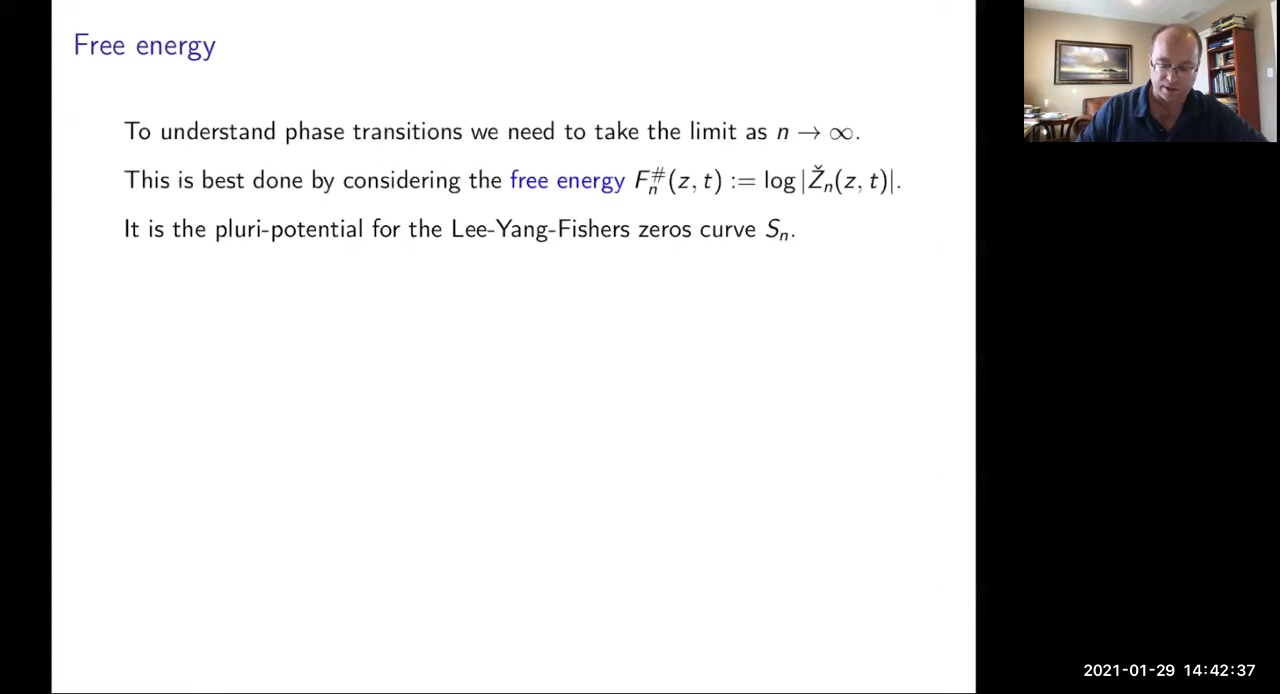 Free energy
To understand phase transitions we need to take the limit as n → ∞.
This is best done by considering the free energy F_n^#(z, t) := log|Ž_n(z, t)|.
It is the pluri-potential for the Lee-Yang-Fishers zeros curve S_n.
2021-01-29 14:42:37